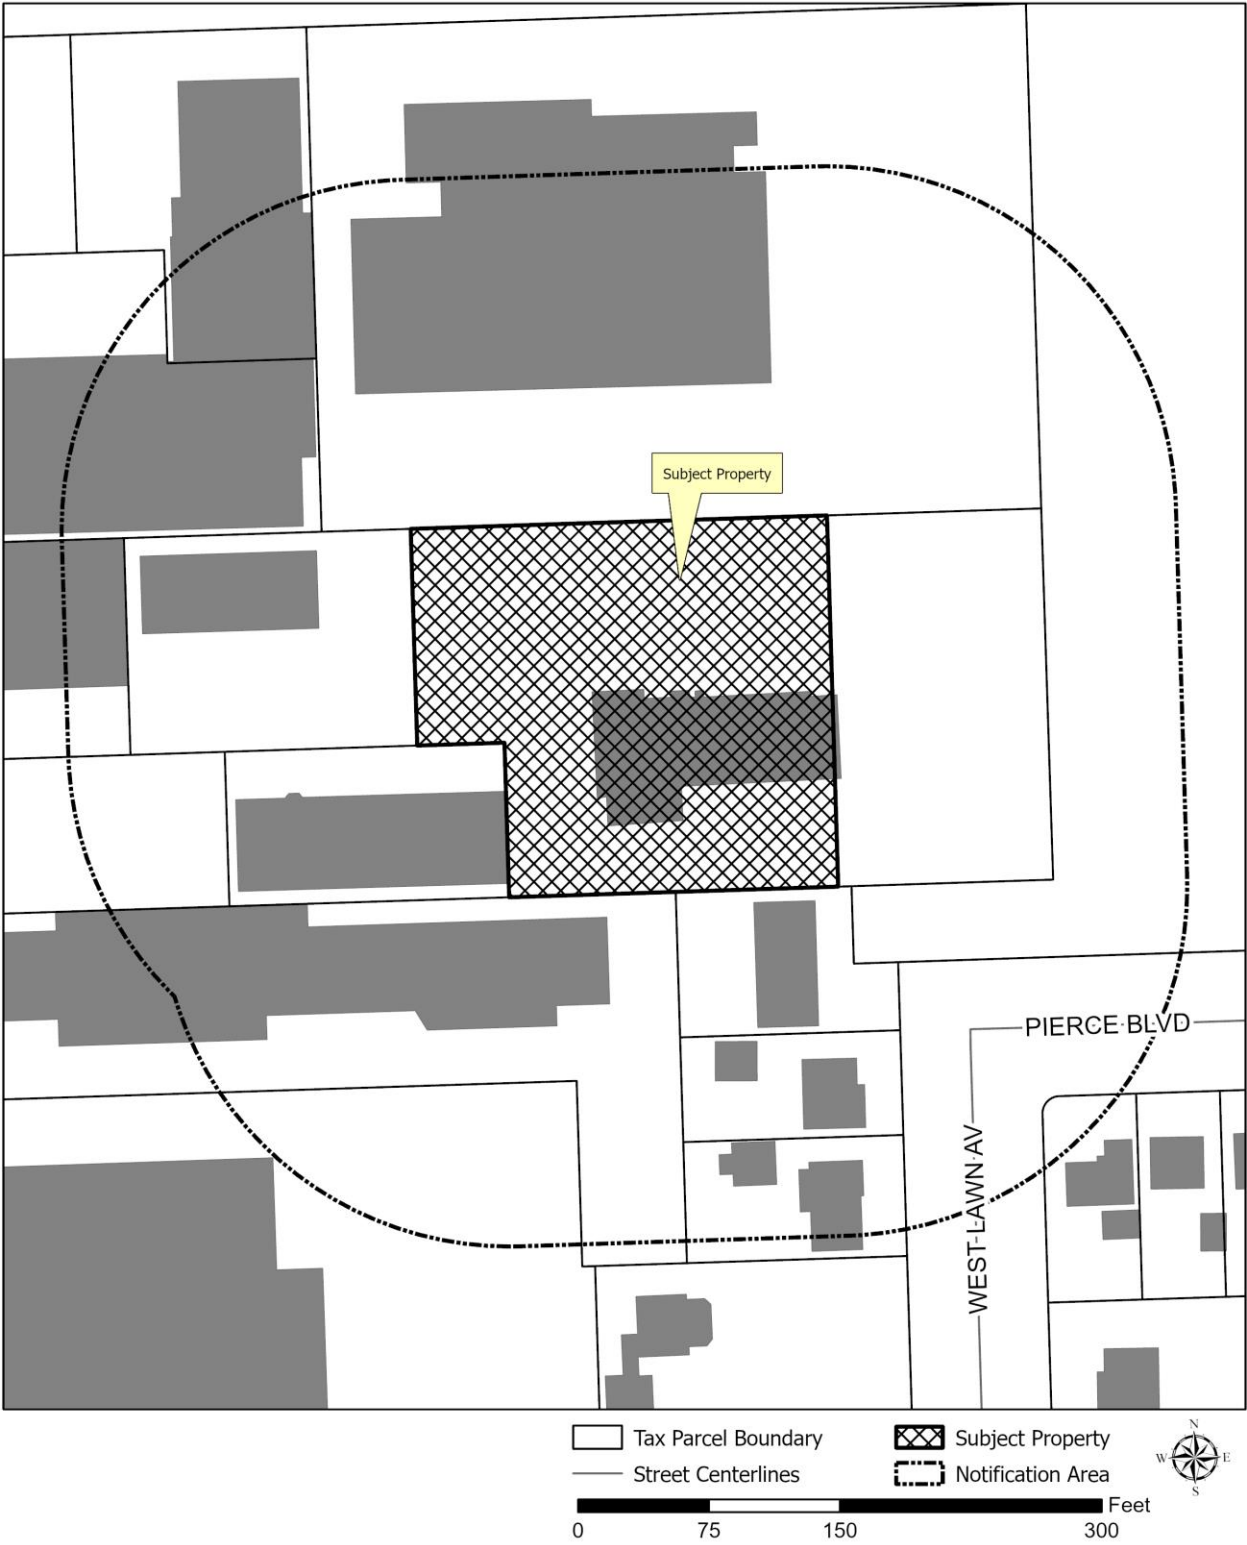 Subject Property
PIERCE BLVD
WEST LAWN AV
Tax Parcel Boundary
Subject Property
Street Centerlines
Notification Area
N
W E
S
Feet
0 75 150 300